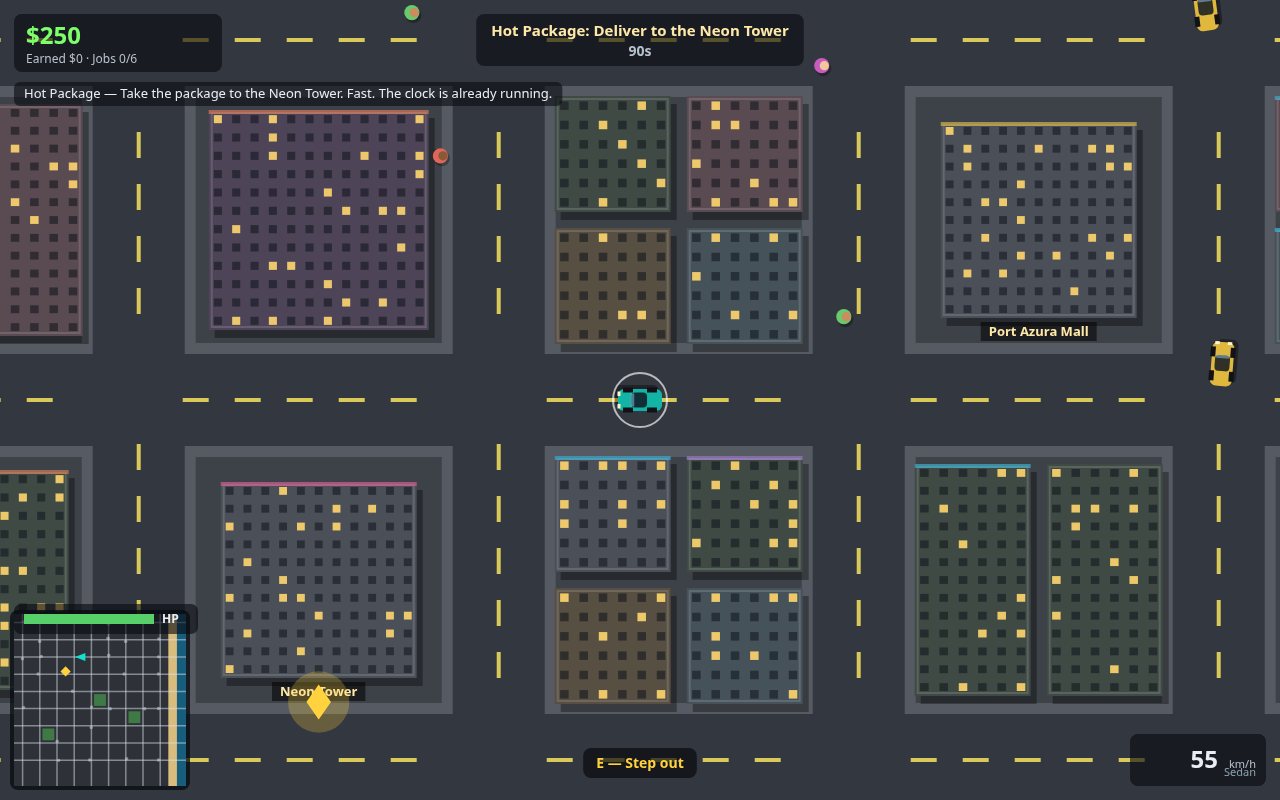 $250
Earned $0 · Jobs 0/6
Hot Package: Deliver to the Neon Tower
90s
Hot Package — Take the package to the Neon Tower. Fast. The clock is already running.
Port Azura Mall
HP
Neon Tower
E — Step out
55 km/h
Sedan